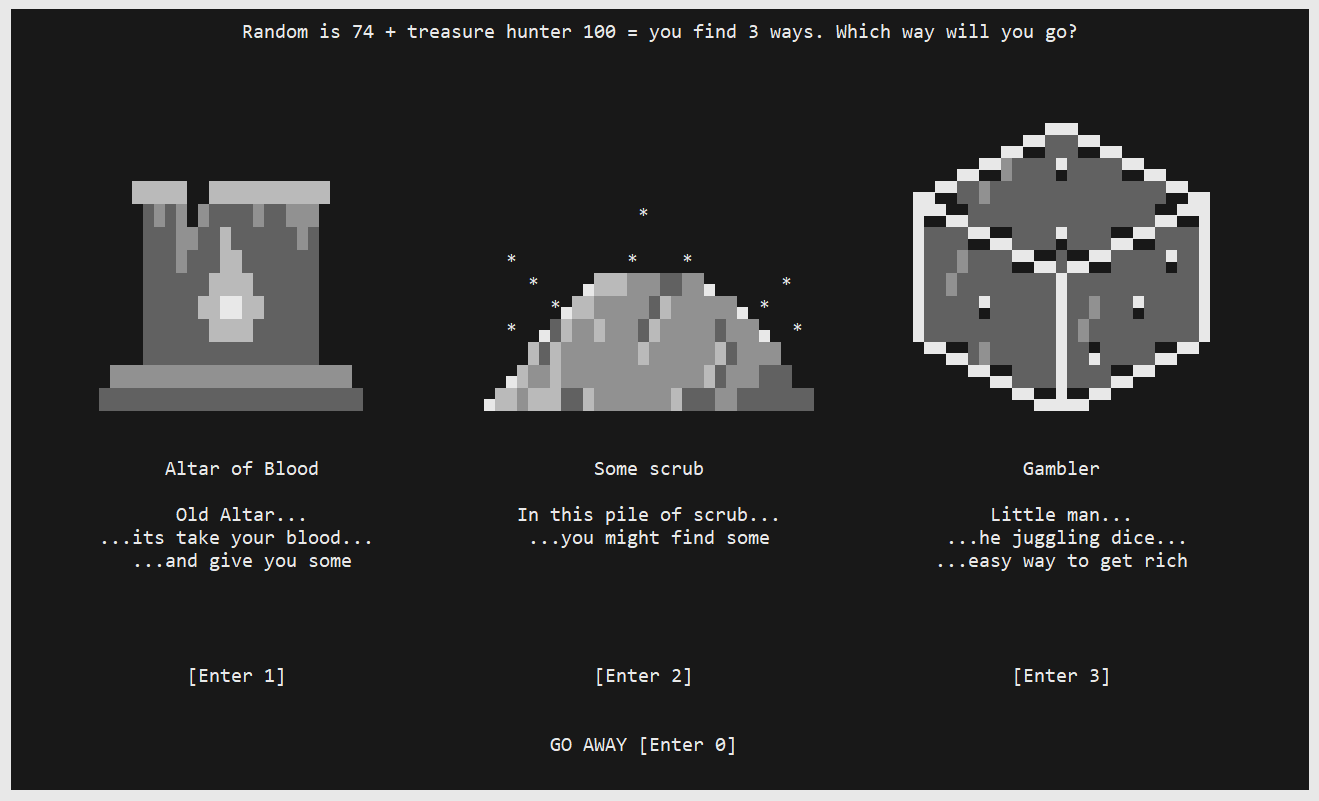 Random is 74 + treasure hunter 100 = you find 3 ways. Which way will you go?
Altar of Blood
Old Altar...
...its take your blood...
...and give you some
[Enter 1]
Some scrub
In this pile of scrub...
...you might find some
[Enter 2]
Gambler
Little man...
...he juggling dice...
...easy way to get rich
[Enter 3]
GO AWAY [Enter 0]